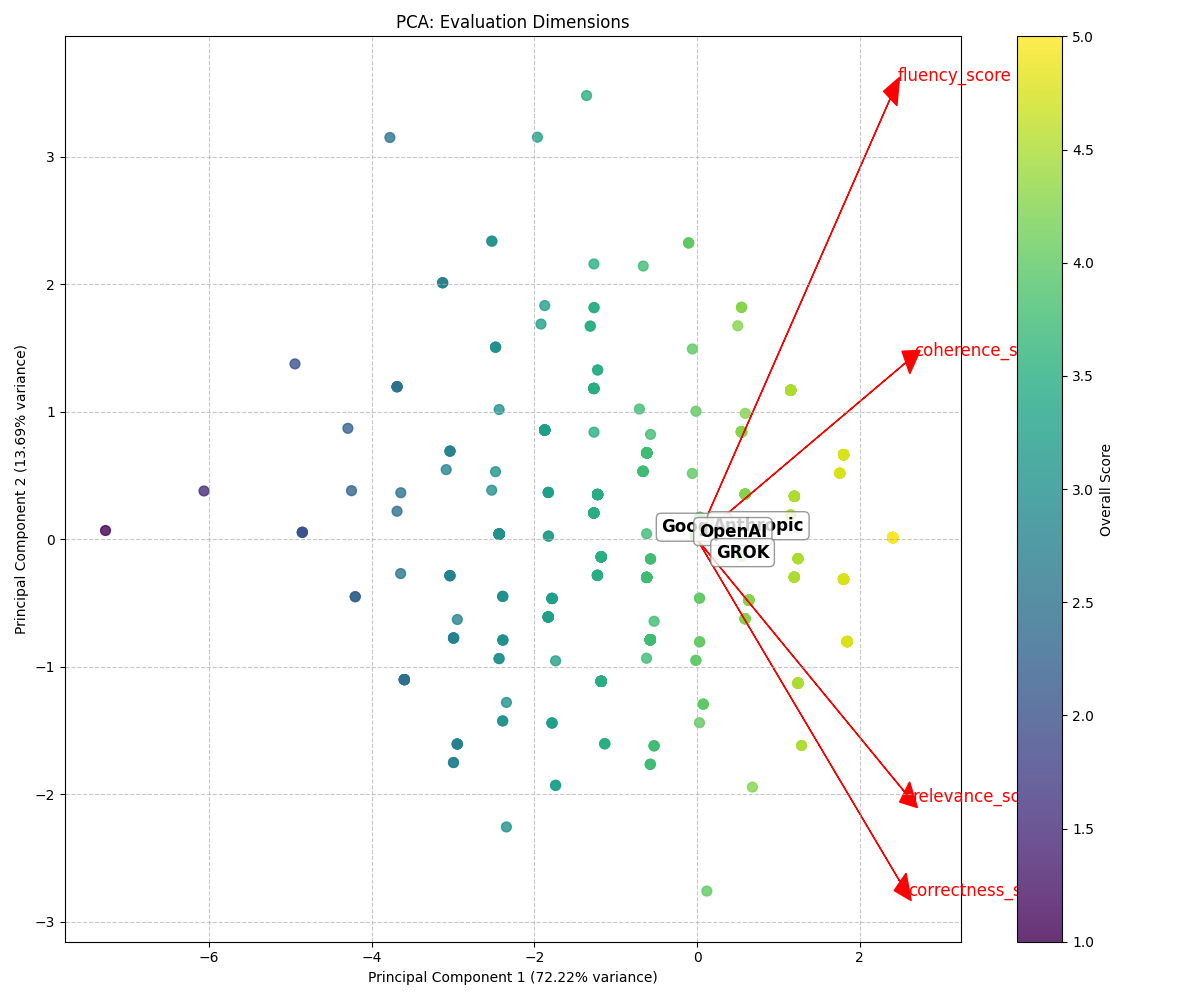 PCA: Evaluation Dimensions
fluency_score
coherence_s
Goo
Anthropic
OpenAI
GROK
relevance_sc
correctness_s
3
2
1
0
−1
−2
−3
−6
−4
−2
0
2
Principal Component 1 (72.22% variance)
Principal Component 2 (13.69% variance)
5.0
4.5
4.0
3.5
3.0
2.5
2.0
1.5
1.0
Overall Score